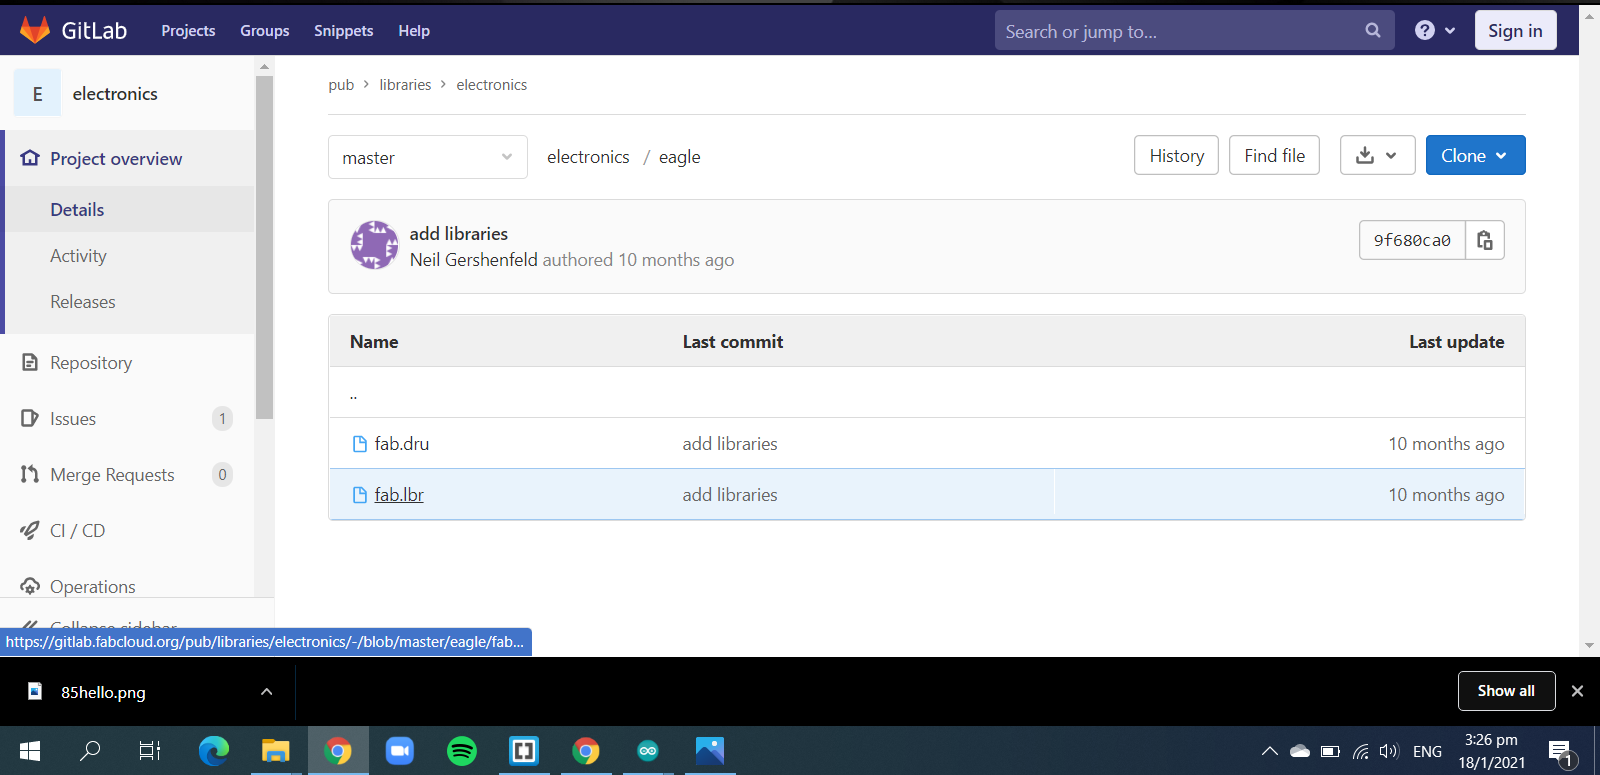 GitLab Projects Groups Snippets Help Search or jump to... Sign in
E electronics
Project overview
Details
Activity
Releases
Repository
Issues 1
Merge Requests 0
CI / CD
Operations
Collapse sidebar
pub > libraries > electronics
master electronics / eagle History Find file Clone
add libraries
Neil Gershenfeld authored 10 months ago
9f680ca0
Name Last commit Last update
..
fab.dru add libraries 10 months ago
fab.lbr add libraries 10 months ago
https://gitlab.fabcloud.org/pub/libraries/electronics/-/blob/master/eagle/fab...
85hello.png Show all
ENG
3:26 pm
18/1/2021
1